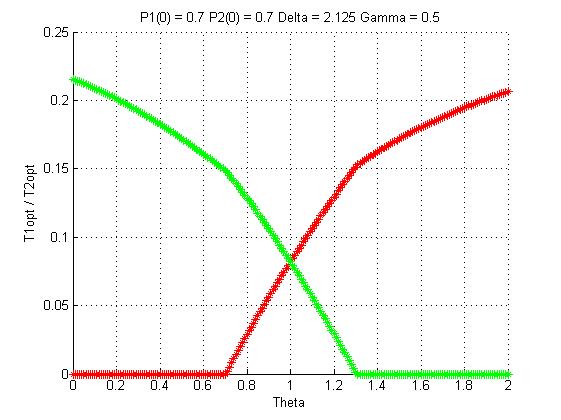 P1(0) = 0.7 P2(0) = 0.7 Delta = 2.125 Gamma = 0.5
0.25
0.2
0.15
0.1
0.05
0
T1opt / T2opt
0 0.2 0.4 0.6 0.8 1 1.2 1.4 1.6 1.8 2
Theta